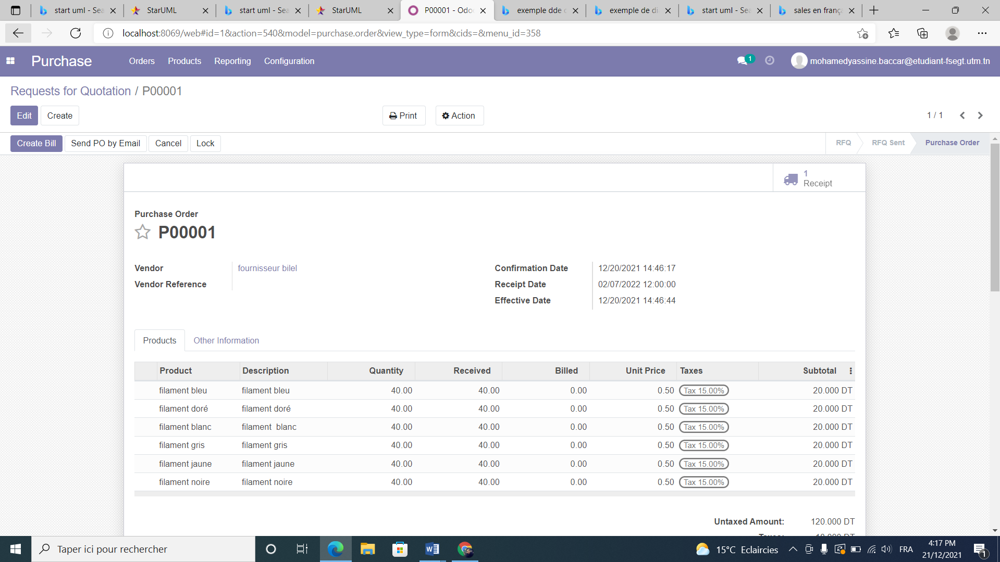 start uml - Sea
StarUML
start uml - Sea
StarUML
P00001 - Odoo
exemple dde c
exemple de di
start uml - Sea
sales en frança
localhost:8069/web#id=1&action=540&model=purchase.order&view_type=form&cids=&menu_id=358
Purchase Orders Products Reporting Configuration 1 mohamedyassine.baccar@etudiant-fsegt.utm.tn
Requests for Quotation / P00001
Edit Create Print Action 1 / 1
Create Bill Send PO by Email Cancel Lock RFQ RFQ Sent Purchase Order
1
Receipt
Purchase Order
P00001
Vendor fournisseur bilel Confirmation Date 12/20/2021 14:46:17
Vendor Reference Receipt Date 02/07/2022 12:00:00
Effective Date 12/20/2021 14:46:44
Products Other Information
Product Description Quantity Received Billed Unit Price Taxes Subtotal
filament bleu filament bleu 40.00 40.00 0.00 0.50 Tax 15.00% 20.000 DT
filament doré filament doré 40.00 40.00 0.00 0.50 Tax 15.00% 20.000 DT
filament blanc filament  blanc 40.00 40.00 0.00 0.50 Tax 15.00% 20.000 DT
filament gris filament gris 40.00 40.00 0.00 0.50 Tax 15.00% 20.000 DT
filament jaune filament jaune 40.00 40.00 0.00 0.50 Tax 15.00% 20.000 DT
filament noire filament noire 40.00 40.00 0.00 0.50 Tax 15.00% 20.000 DT
Untaxed Amount: 120.000 DT
Taper ici pour rechercher 15°C Eclaircies FRA 4:17 PM
21/12/2021 1